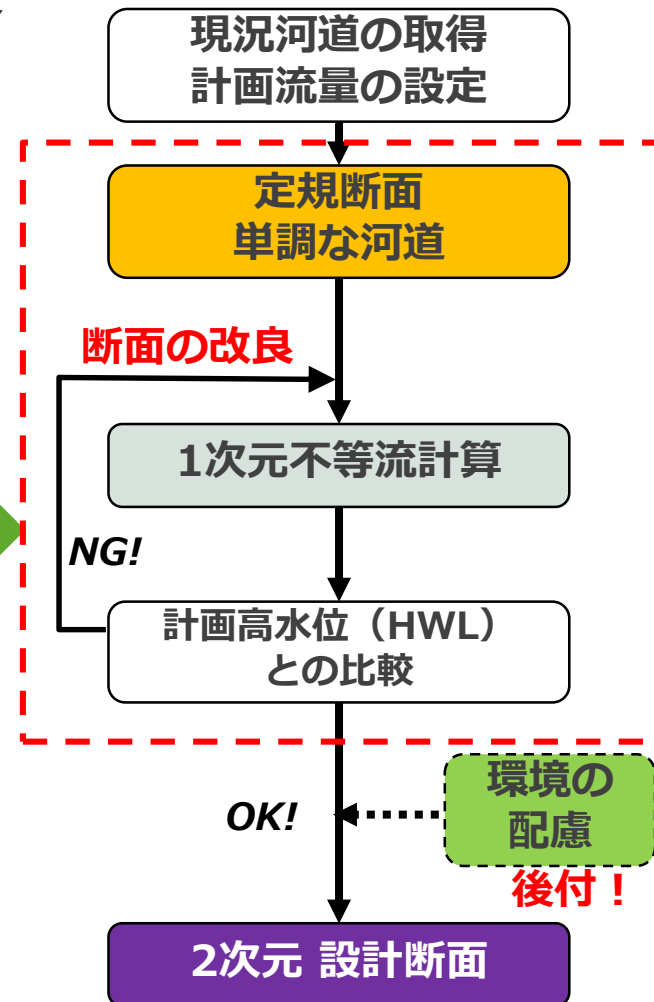 現況河道の取得
計画流量の設定
定規断面
単調な河道
断面の改良
1次元不等流計算
NG!
計画高水位（HWL）
との比較
環境の
配慮
OK!
後付！
2次元 設計断面